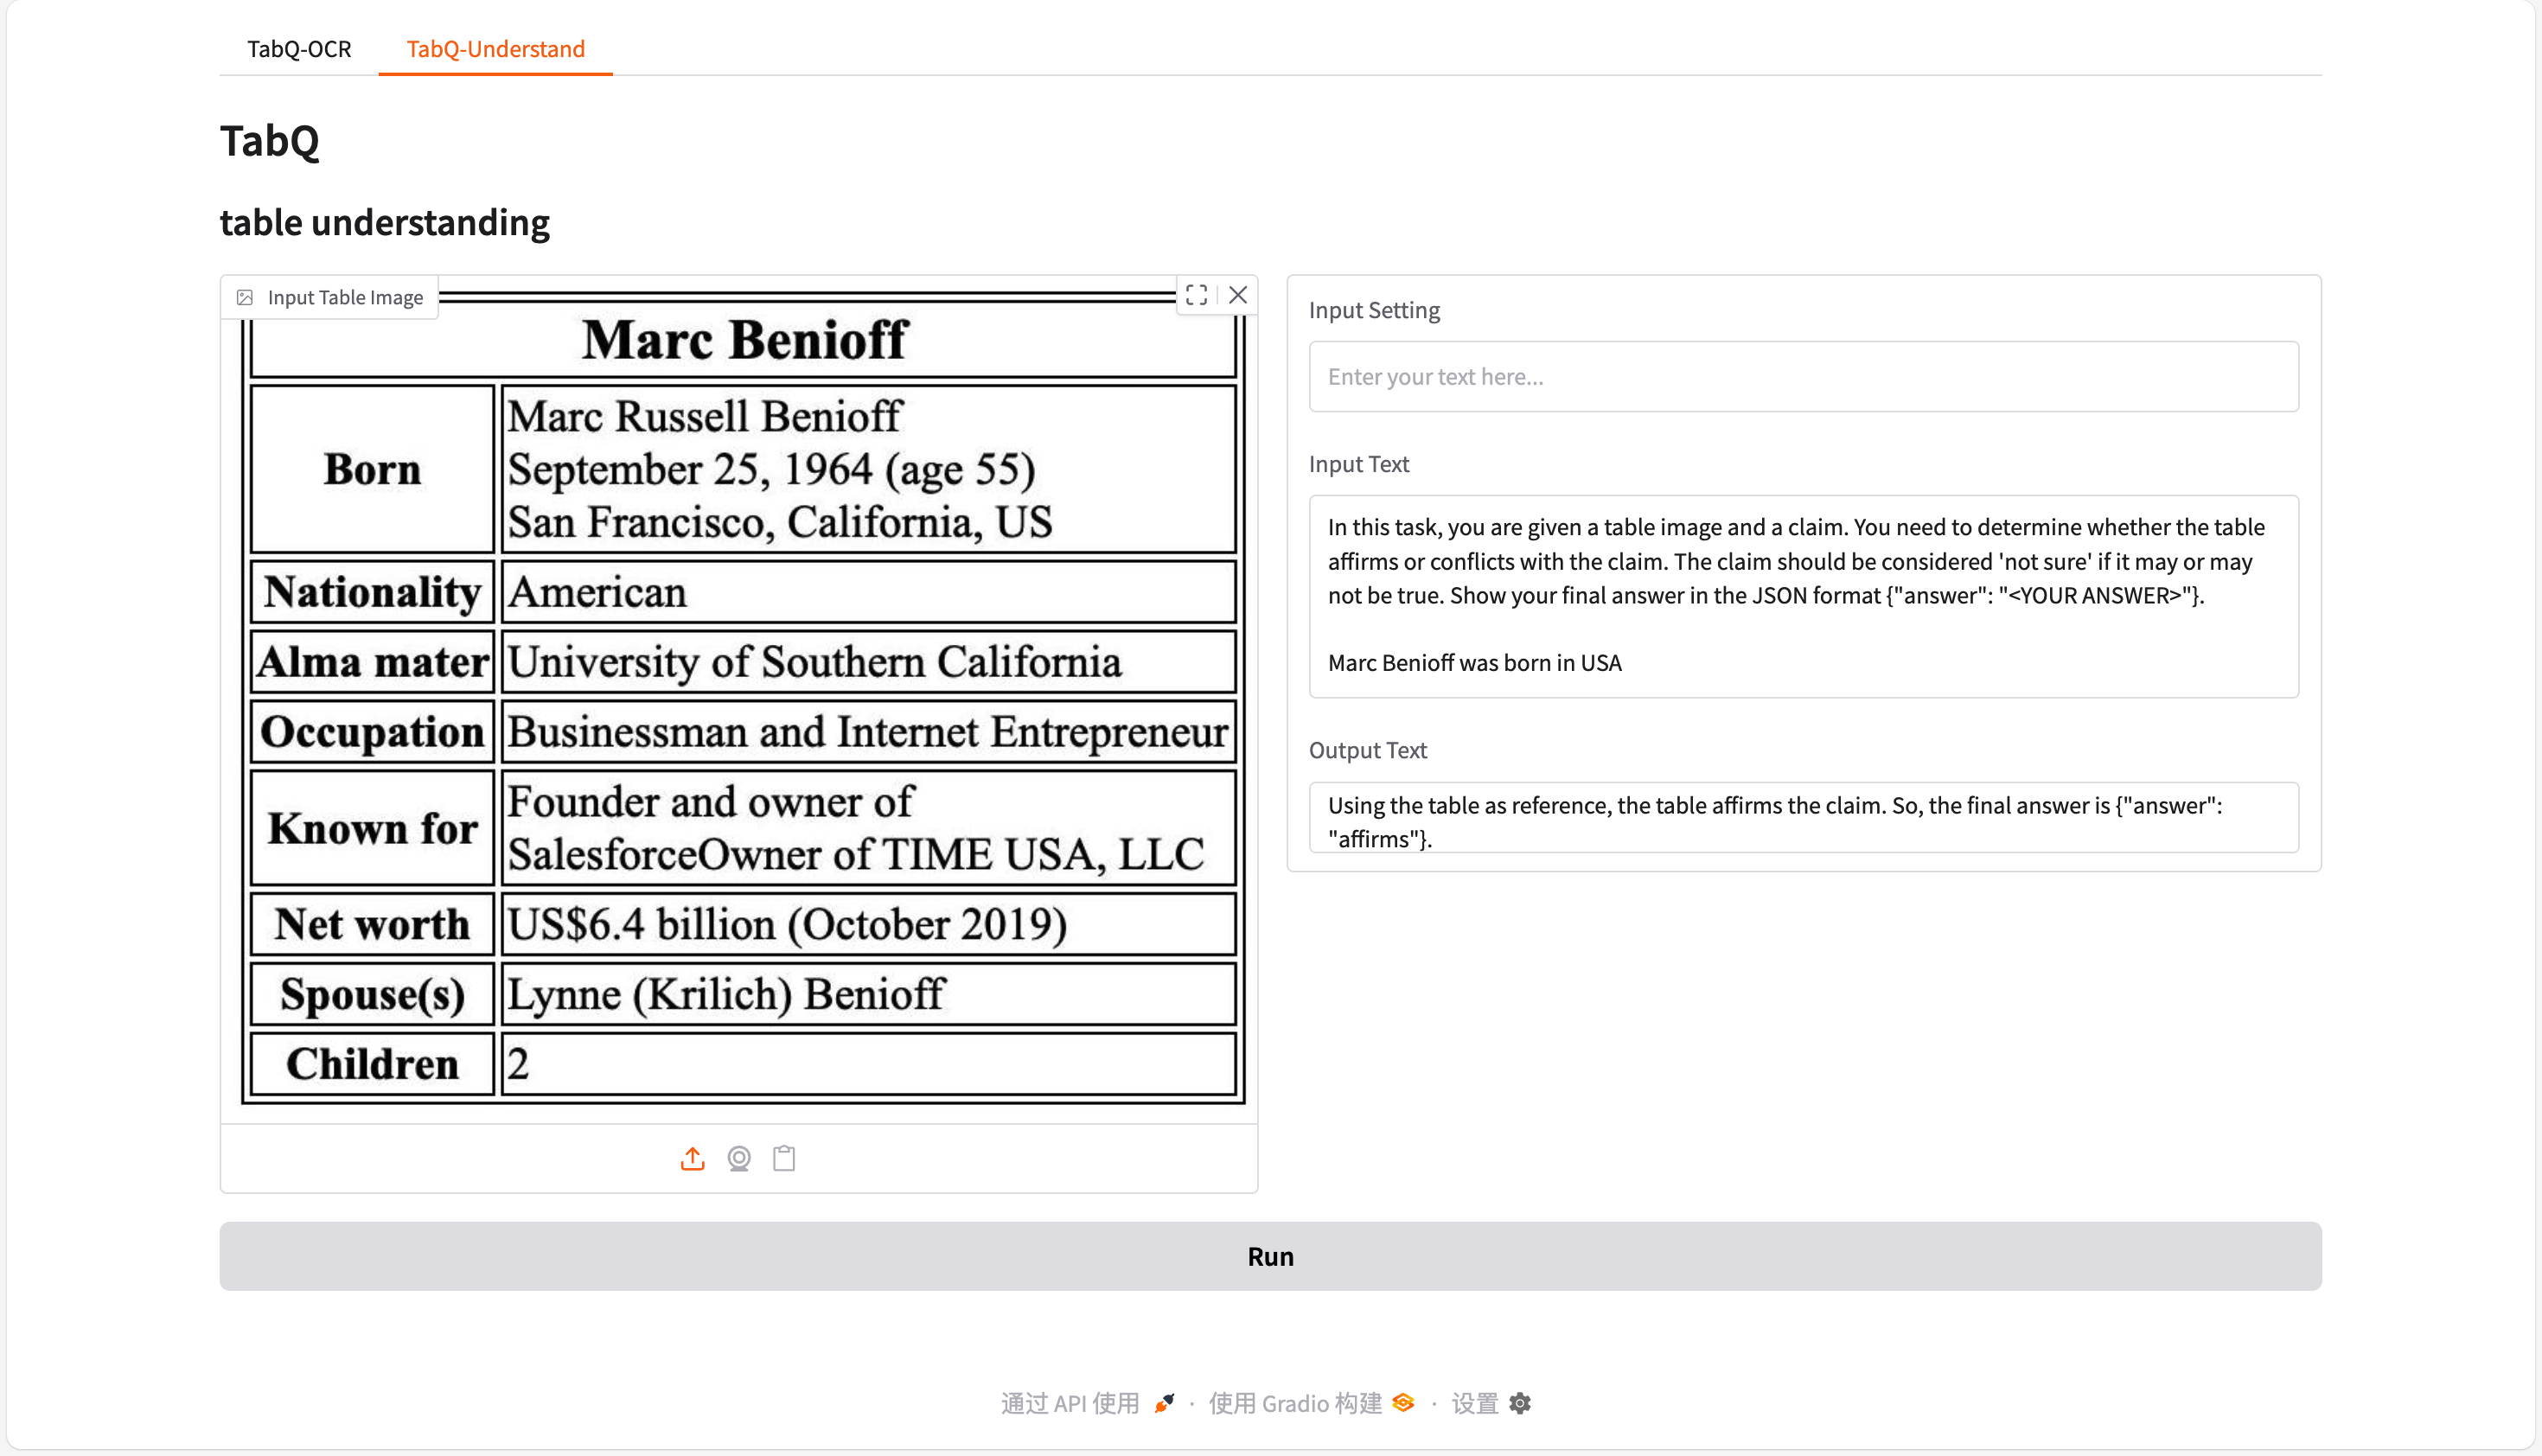 TabQ-OCR
TabQ-Understand
TabQ
table understanding
Input Table Image
Marc Benioff
Born
Marc Russell Benioff
September 25, 1964 (age 55)
San Francisco, California, US
Nationality
American
Alma mater
University of Southern California
Occupation
Businessman and Internet Entrepreneur
Known for
Founder and owner of
SalesforceOwner of TIME USA, LLC
Net worth
US$6.4 billion (October 2019)
Spouse(s)
Lynne (Krilich) Benioff
Children
2
Input Setting
Enter your text here...
Input Text
In this task, you are given a table image and a claim. You need to determine whether the table
affirms or conflicts with the claim. The claim should be considered 'not sure' if it may or may
not be true. Show your final answer in the JSON format {"answer": "<YOUR ANSWER>"}.
Marc Benioff was born in USA
Output Text
Using the table as reference, the table affirms the claim. So, the final answer is {"answer":
"affirms"}.
Run
通过 API 使用 · 使用 Gradio 构建 · 设置